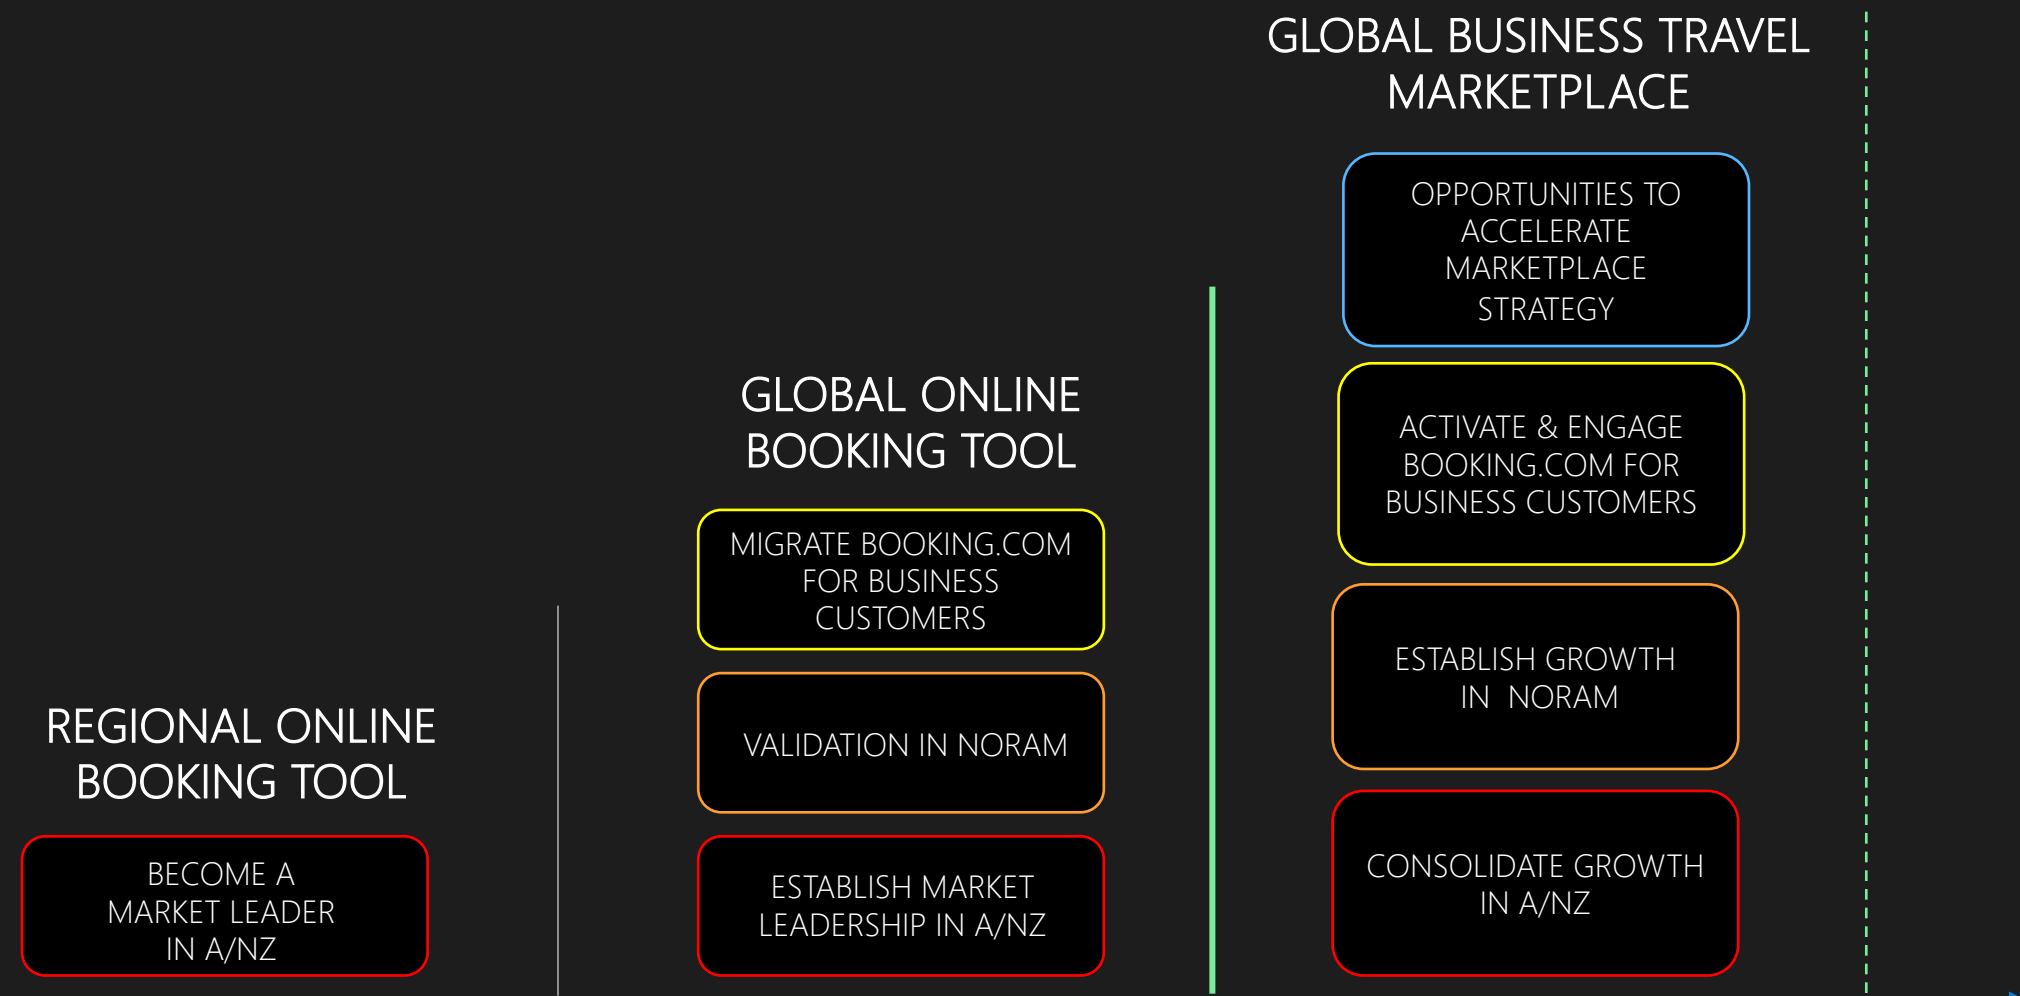 GLOBAL BUSINESS TRAVEL
MARKETPLACE
OPPORTUNITIES TO
ACCELERATE
MARKETPLACE
STRATEGY
ACTIVATE & ENGAGE
BOOKING.COM FOR
BUSINESS CUSTOMERS
ESTABLISH GROWTH
IN NORAM
CONSOLIDATE GROWTH
IN A/NZ
GLOBAL ONLINE
BOOKING TOOL
MIGRATE BOOKING.COM
FOR BUSINESS
CUSTOMERS
VALIDATION IN NORAM
ESTABLISH MARKET
LEADERSHIP IN A/NZ
REGIONAL ONLINE
BOOKING TOOL
BECOME A
MARKET LEADER
IN A/NZ